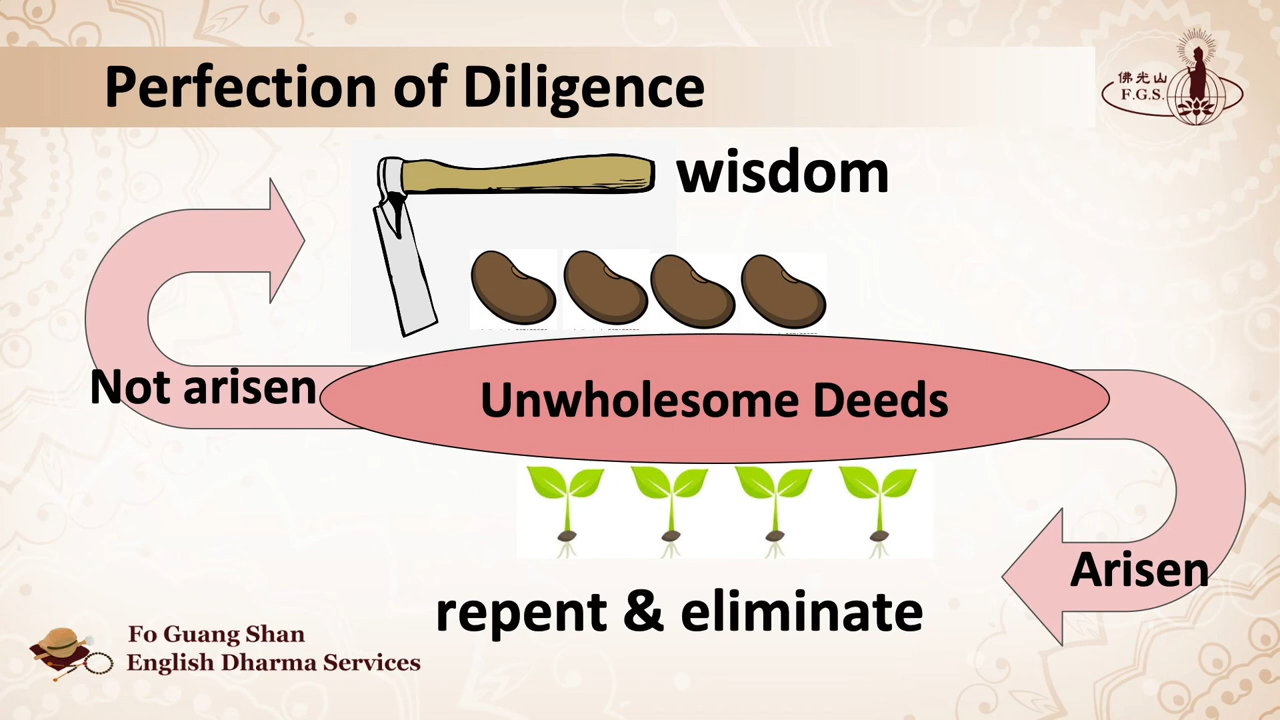 Perfection of Diligence
佛光山
F.G.S.
wisdom
Not arisen
Unwholesome Deeds
Arisen
repent & eliminate
Fo Guang Shan
English Dharma Services